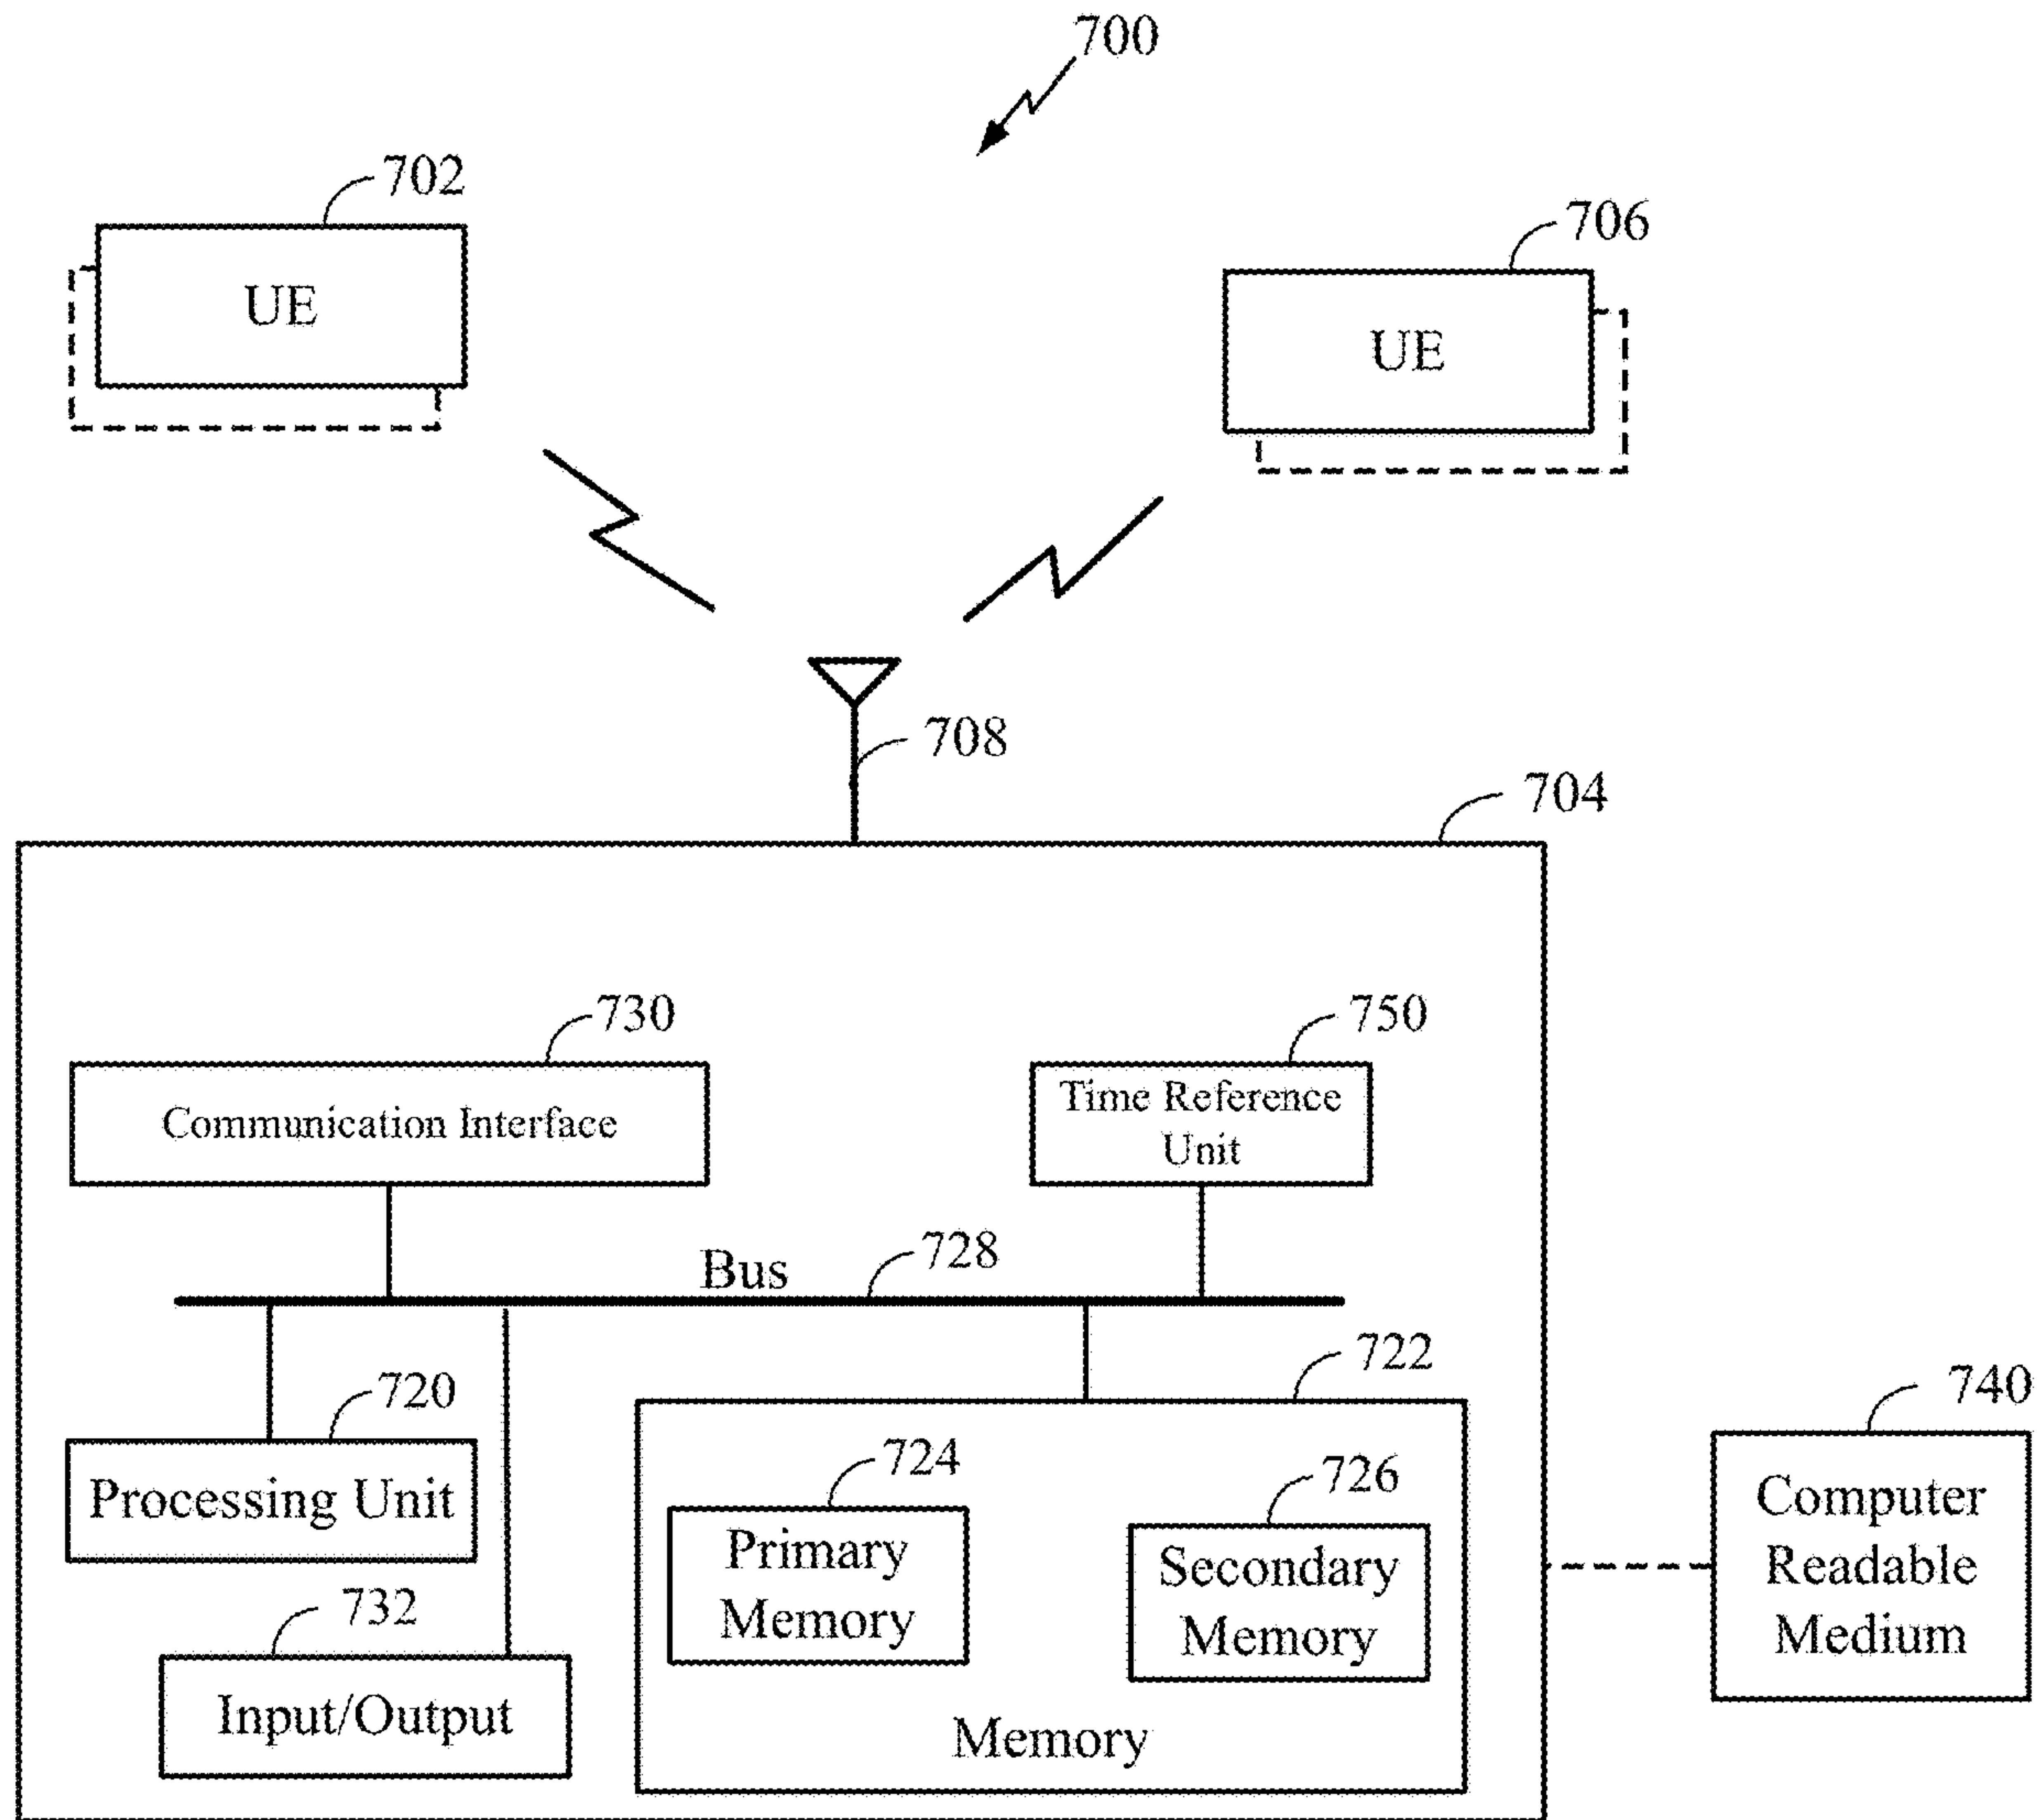 700
702
UE
706
UE
708
704
730
Communication Interface
750
Time Reference
Unit
Bus
728
720
Processing Unit
732
Input/Output
722
724
Primary
Memory
726
Secondary
Memory
Memory
740
Computer
Readable
Medium